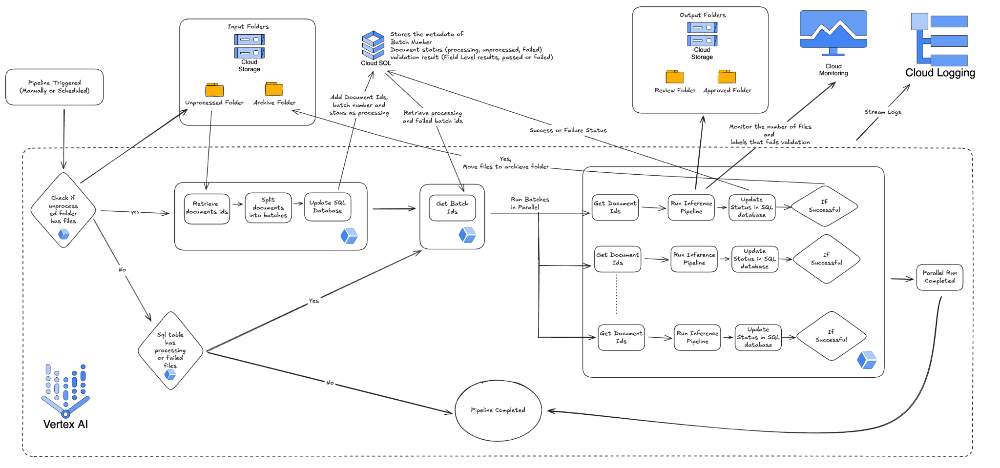 Pipeline Triggered
(Manually or Scheduled)
Input Folders
Cloud
Storage
Unprocessed Folder
Archive Folder
Cloud SQL
Stores the metadata of
Batch Number
Document status (processing, unprocessed, failed)
validation result (Field Level results, passed or failed)
Output Folders
Cloud
Storage
Review Folder
Approved Folder
Cloud
Monitoring
Cloud Logging
Add Document Ids,
batch number and
staus as processing
Retrieve processing
and failed batch ids
Success or Failure Status
Monitor the number of files
and
labels that fails validation
Stream Logs
Yes,
Move files to archieve folder
Check if
unprocess
ed folder
has files
yes
Retrieve
documents ids
Split
documents
into batches
Update SQL
Database
Get Batch
Ids
Run Batches
in Parallel
Get Document
Ids
Run Inference
Pipeline
Update
Status in SQL
database
If
Successful
Get Document
Ids
Run Inference
Pipeline
Update
Status in SQL
database
If
Successful
Get Document
Ids
Run Inference
Pipeline
Update
Status in SQL
database
If
Successful
Parallel Run
Completed
No
Sql table
has
processing
or failed
files
Yes
No
Pipeline Completed
Vertex AI